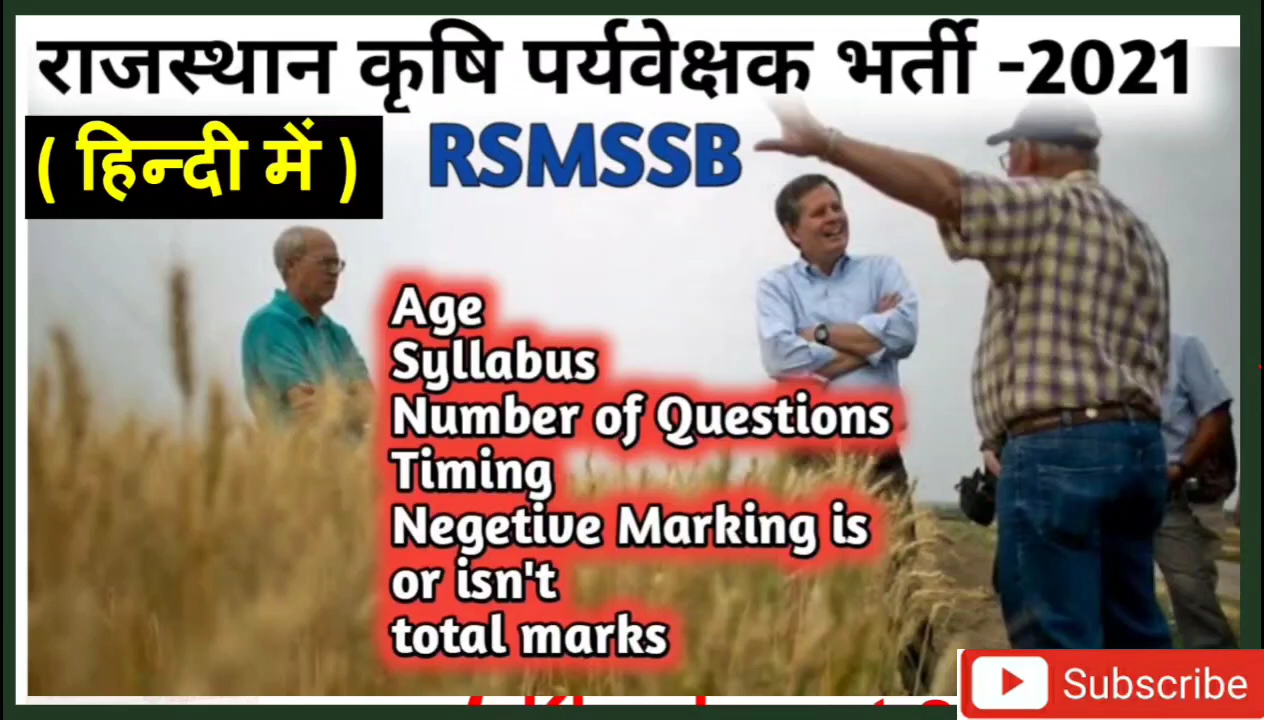 राजस्थान कृषि पर्यवेक्षक भर्ती -2021
( हिन्दी में )
RSMSSB
Age
Syllabus
Number of Questions
Timing
Negetive Marking is
or isn't
total marks
Subscribe